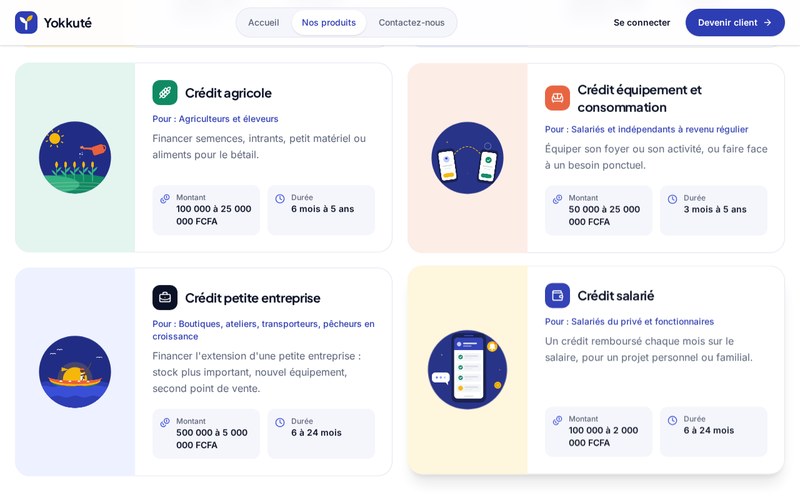 Yokkuté
Accueil
Nos produits
Contactez-nous
Se connecter
Devenir client →
Crédit agricole
Pour : Agriculteurs et éleveurs
Financer semences, intrants, petit matériel ou
aliments pour le bétail.
Montant
100 000 à 25 000
000 FCFA
Durée
6 mois à 5 ans
Crédit équipement et
consommation
Pour : Salariés et indépendants à revenu régulier
Équiper son foyer ou son activité, ou faire face
à un besoin ponctuel.
Montant
50 000 à 25 000
000 FCFA
Durée
3 mois à 5 ans
Crédit petite entreprise
Pour : Boutiques, ateliers, transporteurs, pêcheurs en
croissance
Financer l'extension d'une petite entreprise :
stock plus important, nouvel équipement,
second point de vente.
Montant
500 000 à 5 000
000 FCFA
Durée
6 à 24 mois
Crédit salarié
Pour : Salariés du privé et fonctionnaires
Un crédit remboursé chaque mois sur le
salaire, pour un projet personnel ou familial.
Montant
100 000 à 2 000
000 FCFA
Durée
6 à 24 mois